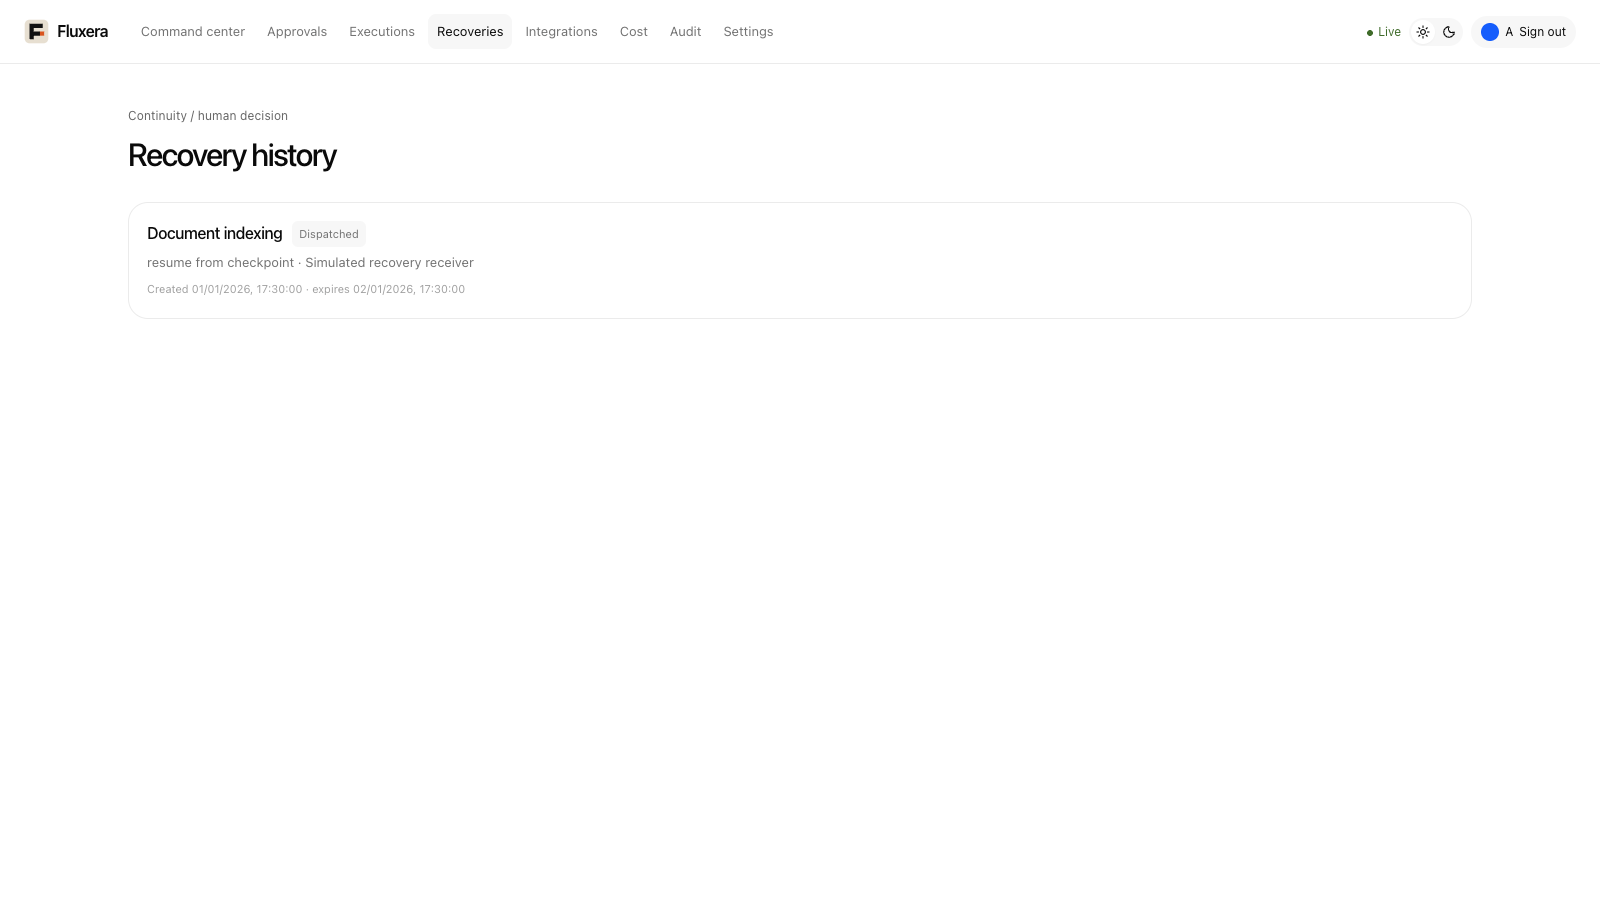 Fluxera Command center Approvals Executions Recoveries Integrations Cost Audit Settings Live A Sign out
Continuity / human decision
Recovery history
Document indexing Dispatched
resume from checkpoint · Simulated recovery receiver
Created 01/01/2026, 17:30:00 · expires 02/01/2026, 17:30:00